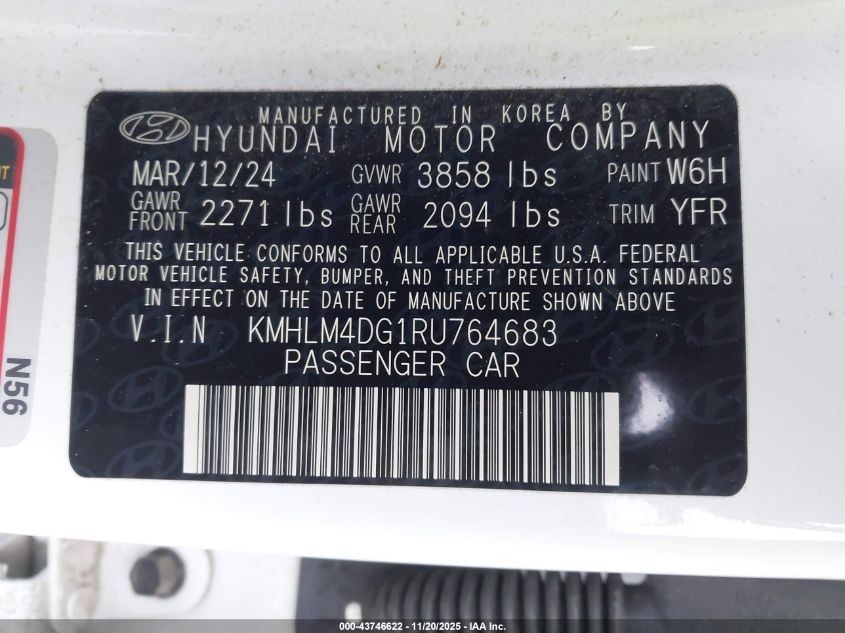 MANUFACTURED IN KOREA BY
HYUNDAI MOTOR COMPANY
MAR/12/24 GVWR 3858 lbs PAINT W6H
GAWR FRONT 2271 lbs GAWR REAR 2094 lbs TRIM YFR
THIS VEHICLE CONFORMS TO ALL APPLICABLE U.S.A. FEDERAL
MOTOR VEHICLE SAFETY, BUMPER, AND THEFT PREVENTION STANDARDS
IN EFFECT ON THE DATE OF MANUFACTURE SHOWN ABOVE
V.I.N KMHLM4DG1RU764683
PASSENGER CAR
N56
000-43746622 | 11/20/2025 | IAA Inc.